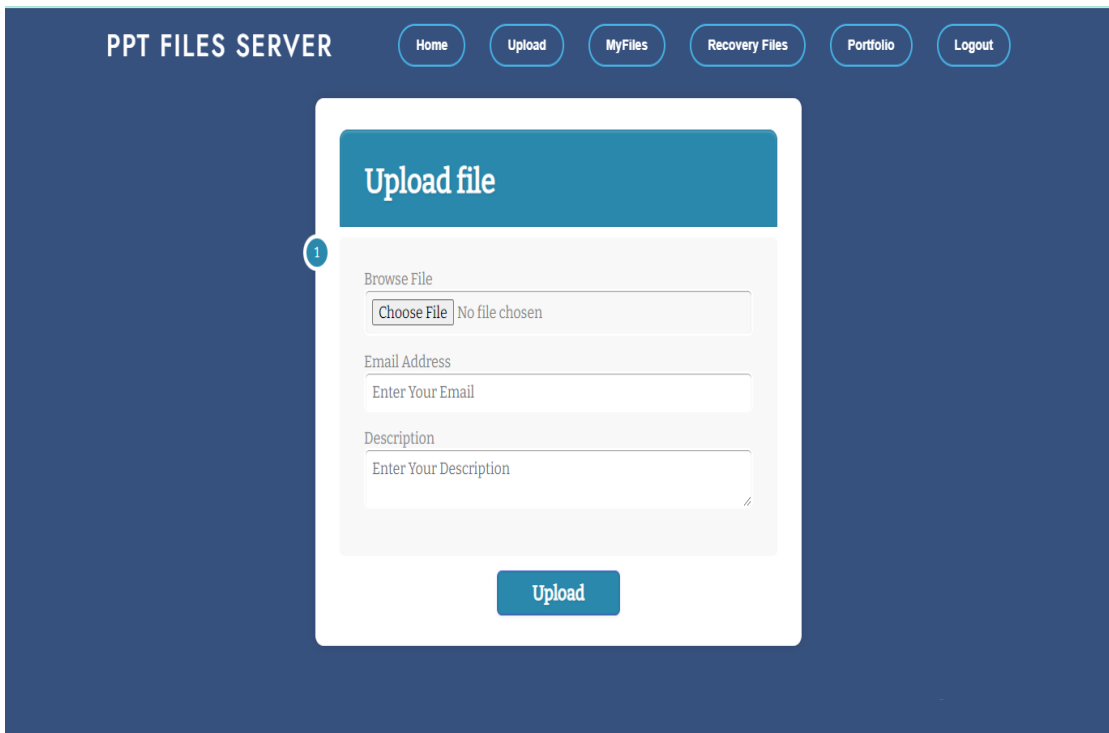 PPT FILES SERVER Home Upload MyFiles Recovery Files Portfolio Logout
Upload file
1
Browse File
Choose File No file chosen
Email Address
Enter Your Email
Description
Enter Your Description
Upload